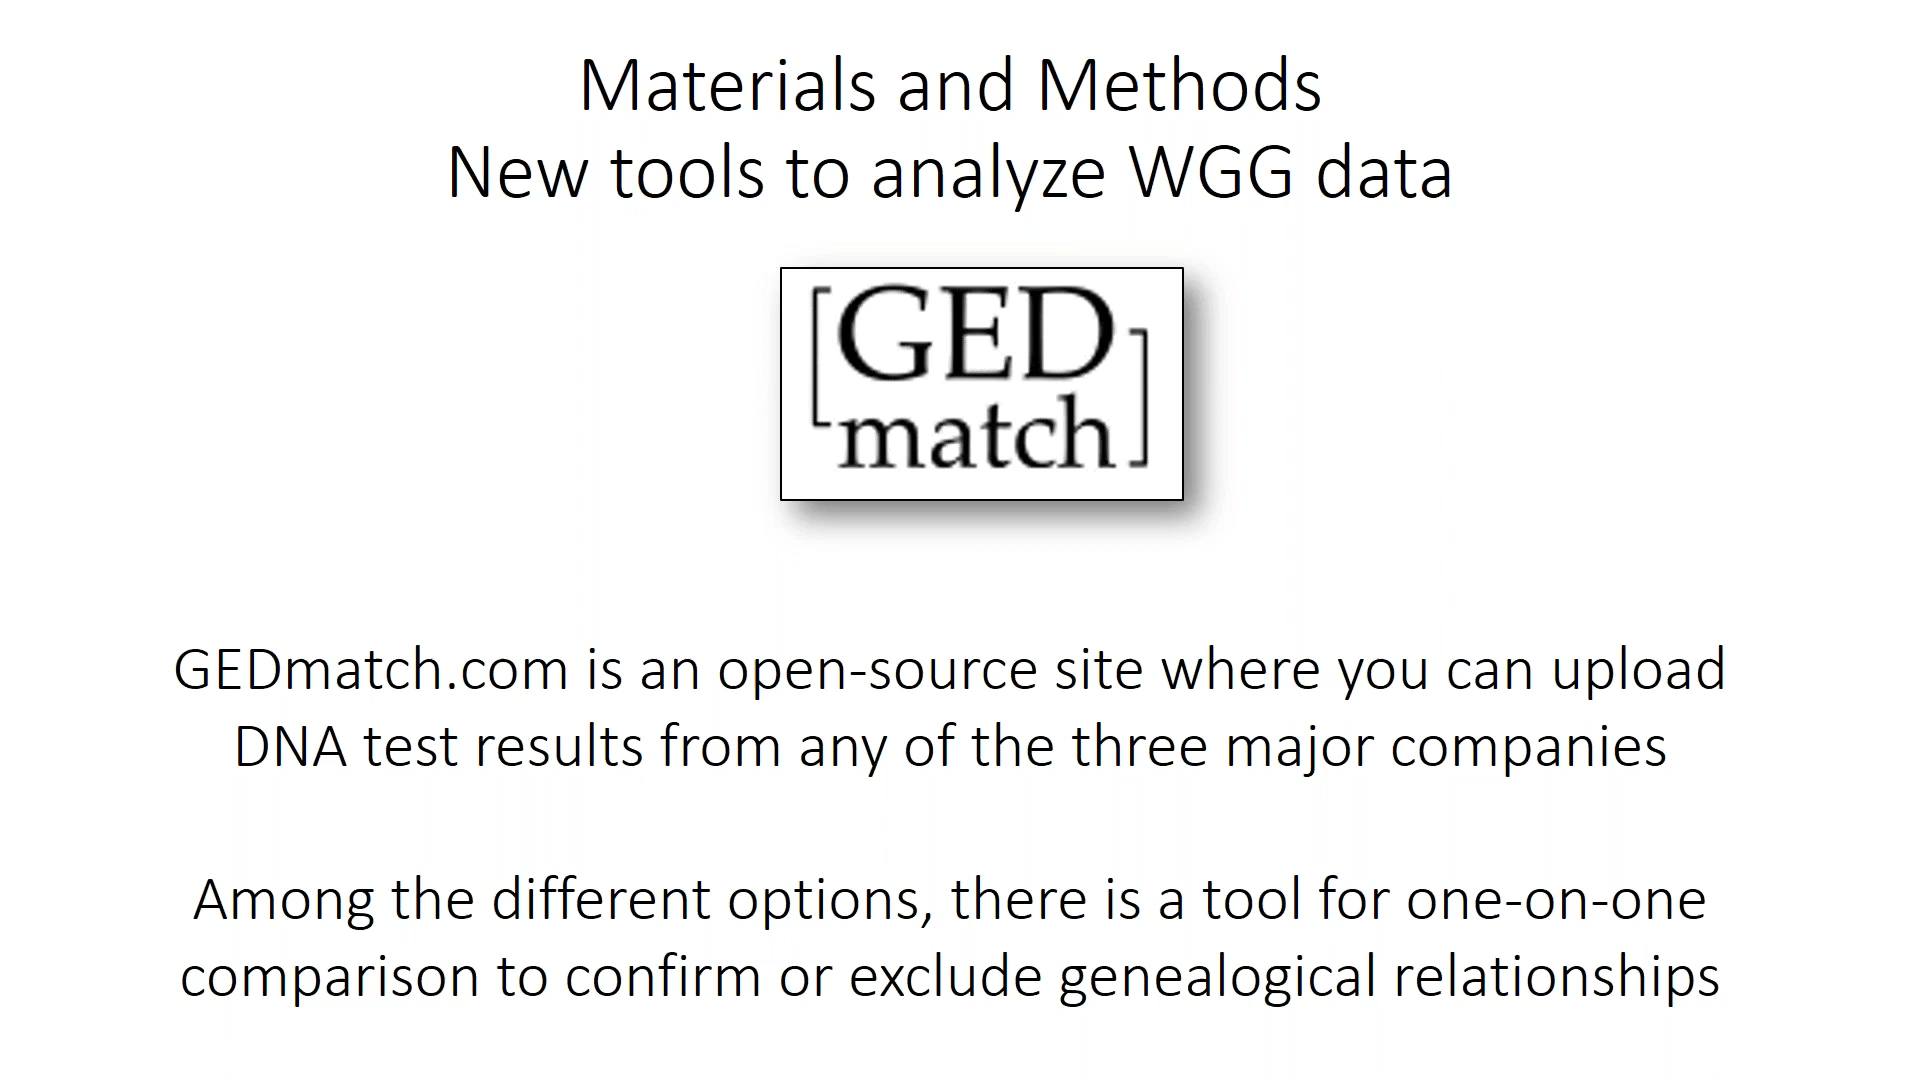 Materials and Methods
New tools to analyze WGG data
GED
match
GEDmatch.com is an open-source site where you can upload
DNA test results from any of the three major companies
Among the different options, there is a tool for one-on-one
comparison to confirm or exclude genealogical relationships